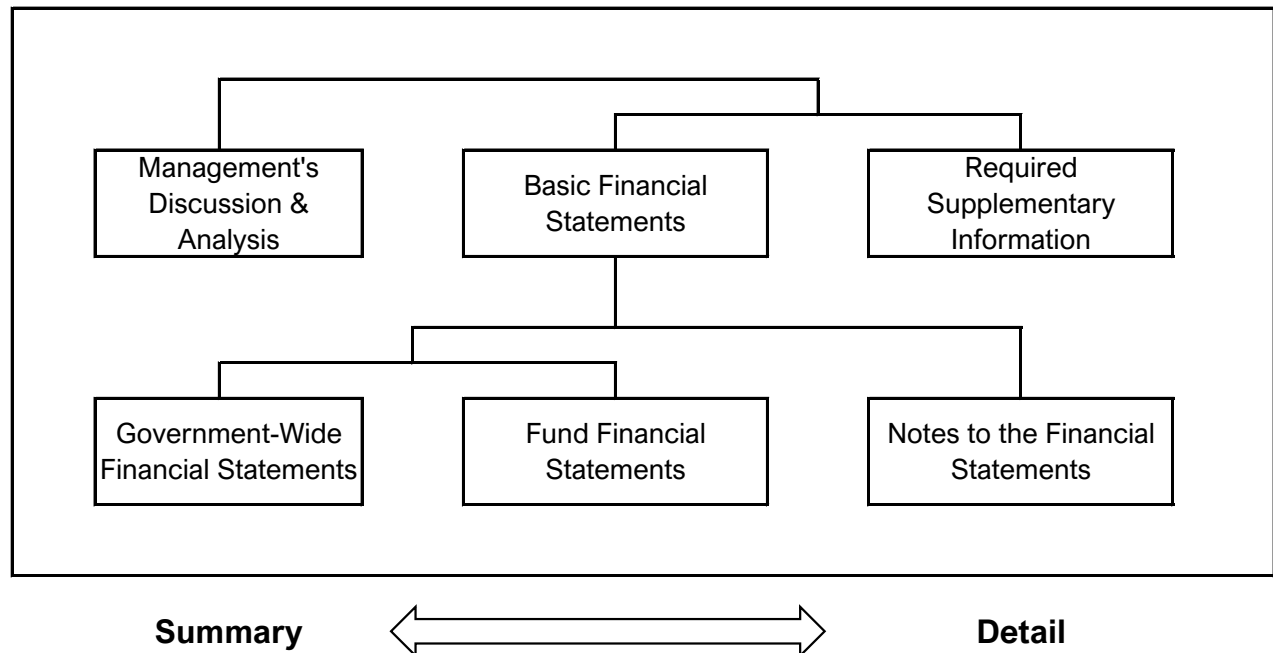 Management's
Discussion &
Analysis
Basic Financial
Statements
Required
Supplementary
Information
Government-Wide
Financial Statements
Fund Financial
Statements
Notes to the Financial
Statements
Summary
Detail